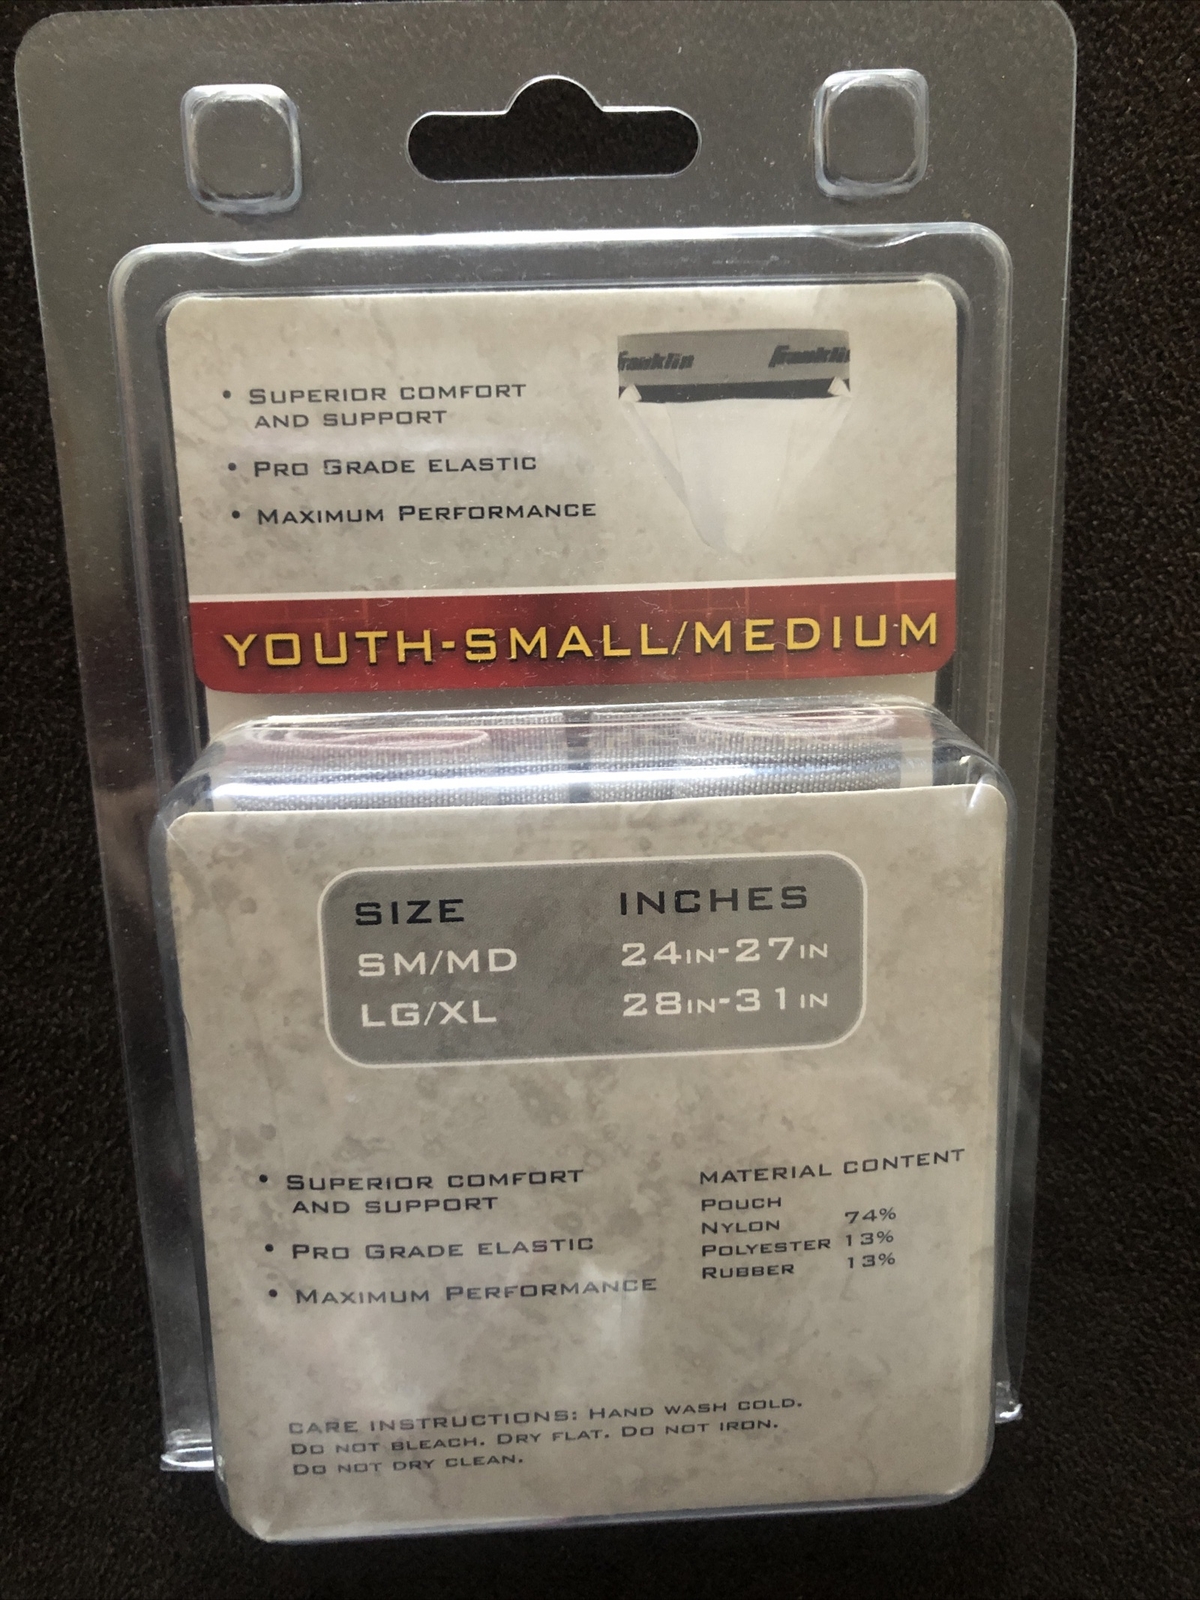 Franklin Franklin
• SUPERIOR COMFORT
AND SUPPORT
• PRO GRADE ELASTIC
• MAXIMUM PERFORMANCE
YOUTH-SMALL/MEDIUM
SIZE INCHES
SM/MD 24IN-27IN
LG/XL 28IN-31IN
• SUPERIOR COMFORT
AND SUPPORT
• PRO GRADE ELASTIC
• MAXIMUM PERFORMANCE
MATERIAL CONTENT
POUCH
NYLON 74%
POLYESTER 13%
RUBBER 13%
CARE INSTRUCTIONS: HAND WASH COLD.
DO NOT BLEACH. DRY FLAT. DO NOT IRON.
DO NOT DRY CLEAN.